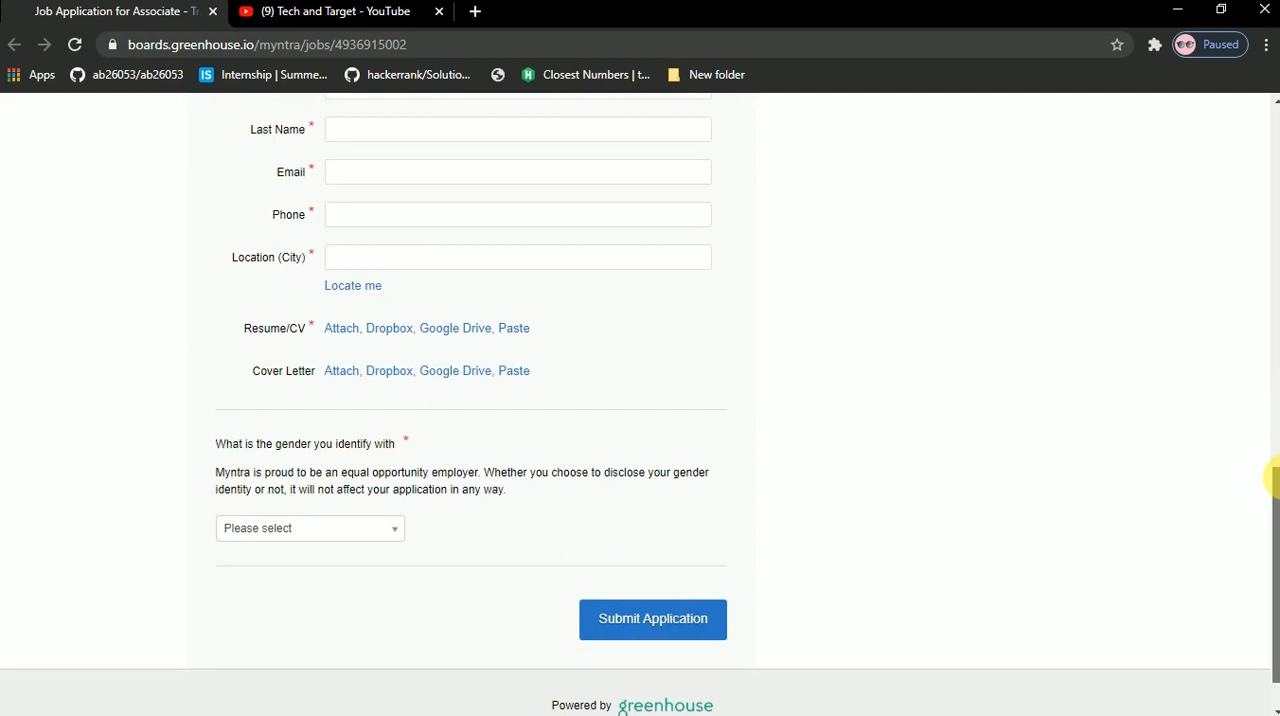 Job Application for Associate - Tr
(9) Tech and Target - YouTube
boards.greenhouse.io/myntra/jobs/4936915002
Paused
Apps
ab26053/ab26053
IS
Internship | Summe...
hackerrank/Solutio...
H
Closest Numbers | t...
New folder
Last Name *
Email *
Phone *
Location (City) *
Locate me
Resume/CV * Attach, Dropbox, Google Drive, Paste
Cover Letter Attach, Dropbox, Google Drive, Paste
What is the gender you identify with *
Myntra is proud to be an equal opportunity employer. Whether you choose to disclose your gender
identity or not, it will not affect your application in any way.
Please select
Submit Application
Powered by greenhouse